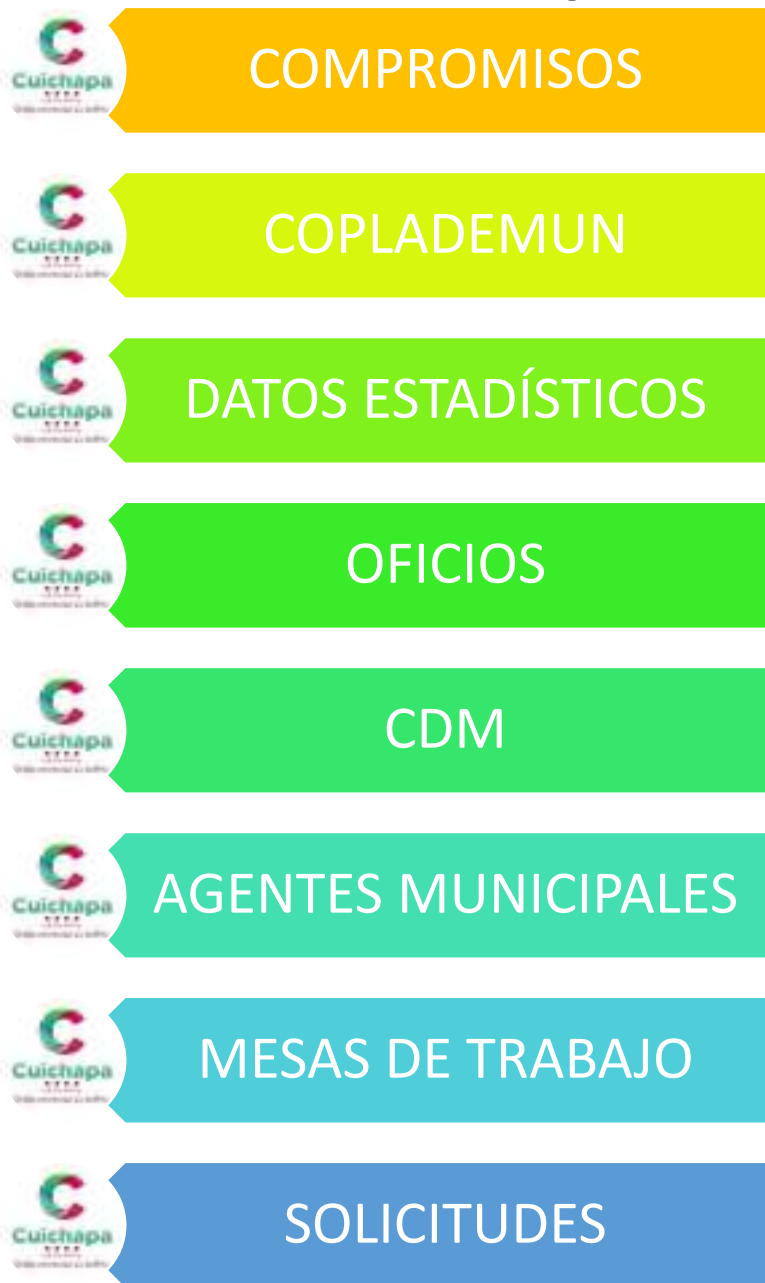 Cuichapa
COMPROMISOS
Cuichapa
COPLADEMUN
Cuichapa
DATOS ESTADÍSTICOS
Cuichapa
OFICIOS
Cuichapa
CDM
Cuichapa
AGENTES MUNICIPALES
Cuichapa
MESAS DE TRABAJO
Cuichapa
SOLICITUDES